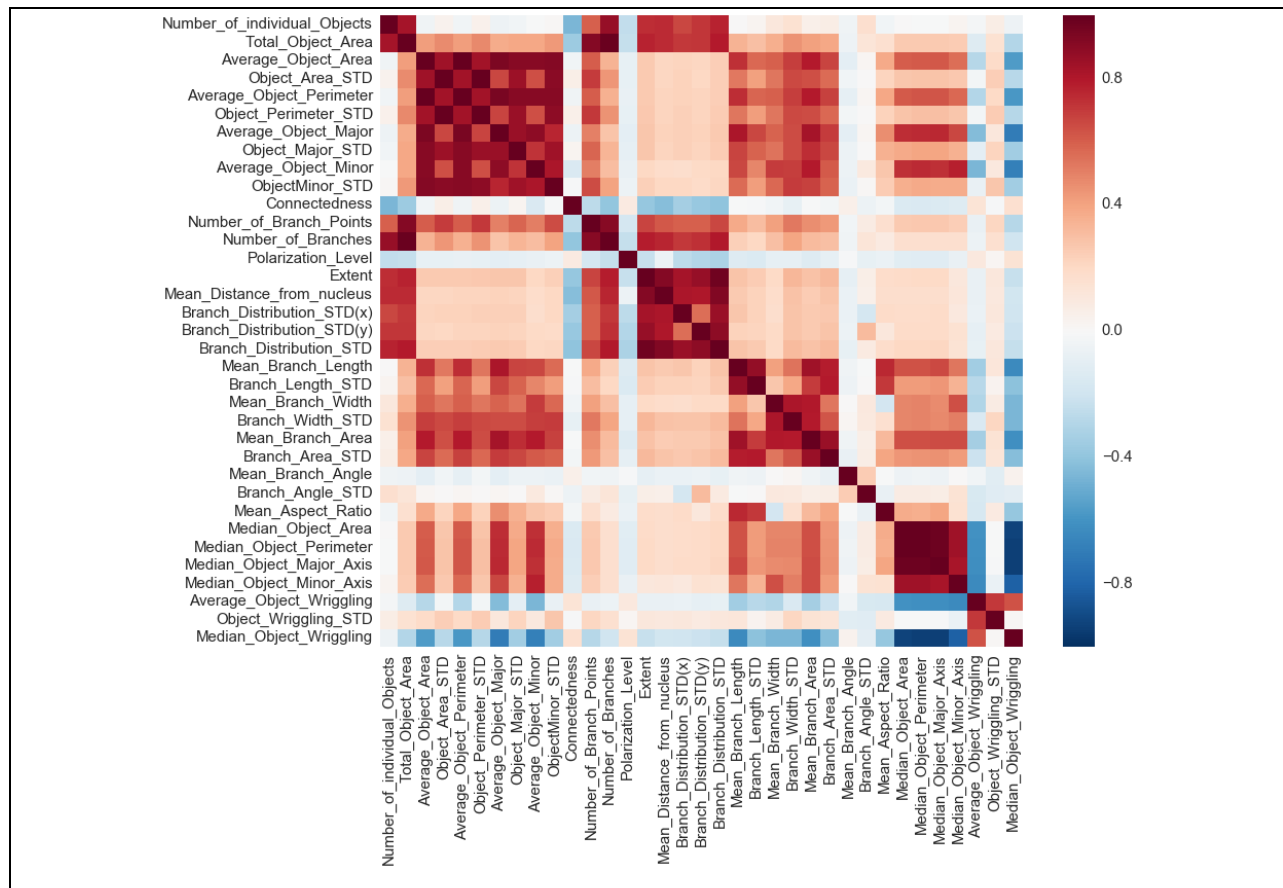 Number_of_individual_Objects
Total_Object_Area
Average_Object_Area
Object_Area_STD
Average_Object_Perimeter
Object_Perimeter_STD
Average_Object_Major
Object_Major_STD
Average_Object_Minor
ObjectMinor_STD
Connectedness
Number_of_Branch_Points
Number_of_Branches
Polarization_Level
Extent
Mean_Distance_from_nucleus
Branch_Distribution_STD(x)
Branch_Distribution_STD(y)
Branch_Distribution_STD
Mean_Branch_Length
Branch_Length_STD
Mean_Branch_Width
Branch_Width_STD
Mean_Branch_Area
Branch_Area_STD
Mean_Branch_Angle
Branch_Angle_STD
Mean_Aspect_Ratio
Median_Object_Area
Median_Object_Perimeter
Median_Object_Major_Axis
Median_Object_Minor_Axis
Average_Object_Wriggling
Object_Wriggling_STD
Median_Object_Wriggling
0.8
0.4
0.0
−0.4
−0.8
Number_of_individual_Objects
Total_Object_Area
Average_Object_Area
Object_Area_STD
Average_Object_Perimeter
Object_Perimeter_STD
Average_Object_Major
Object_Major_STD
Average_Object_Minor
ObjectMinor_STD
Connectedness
Number_of_Branch_Points
Number_of_Branches
Polarization_Level
Extent
Mean_Distance_from_nucleus
Branch_Distribution_STD(x)
Branch_Distribution_STD(y)
Branch_Distribution_STD
Mean_Branch_Length
Branch_Length_STD
Mean_Branch_Width
Branch_Width_STD
Mean_Branch_Area
Branch_Area_STD
Mean_Branch_Angle
Branch_Angle_STD
Mean_Aspect_Ratio
Median_Object_Area
Median_Object_Perimeter
Median_Object_Major_Axis
Median_Object_Minor_Axis
Average_Object_Wriggling
Object_Wriggling_STD
Median_Object_Wriggling